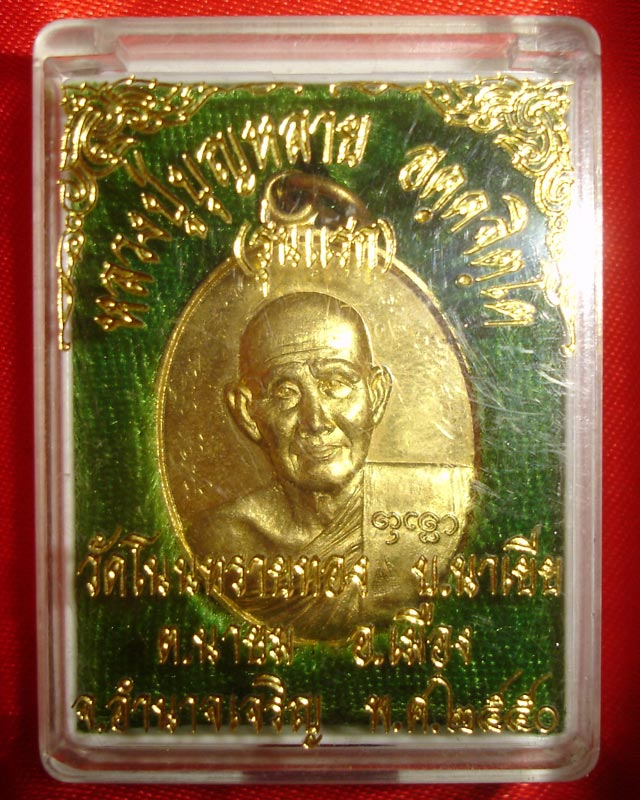 หลวงปู่บุญหลาย อคฺคจิตฺโต
(รุ่นแรก)
วัดโนนทรายทอง บ.นาเยีย
ต.นายม อ.เมือง
จ.อำนาจเจริญ พ.ศ.๒๕๕๐